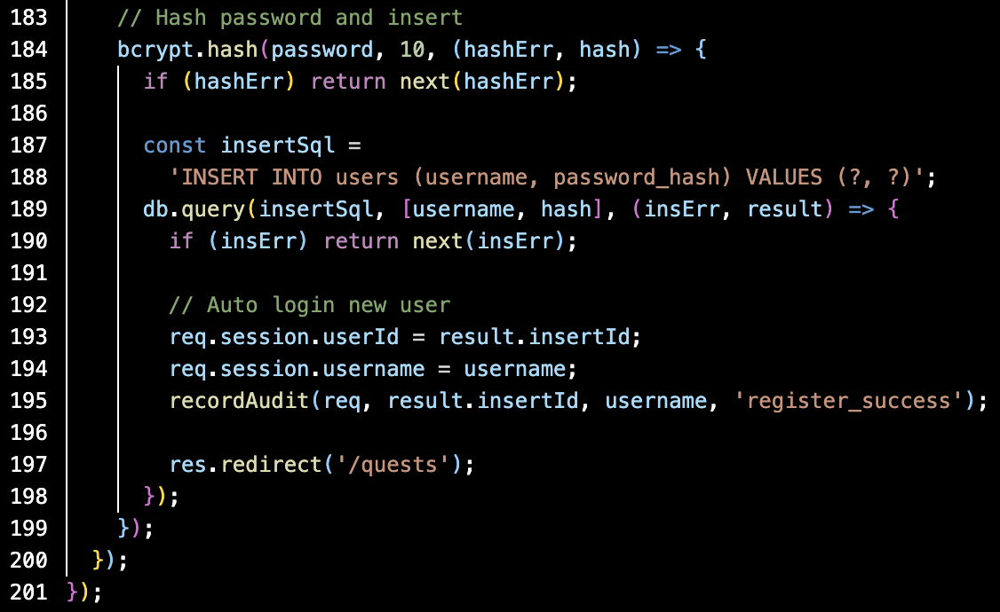 183 // Hash password and insert
184 bcrypt.hash(password, 10, (hashErr, hash) => {
185 if (hashErr) return next(hashErr);
186
187 const insertSql =
188 'INSERT INTO users (username, password_hash) VALUES (?, ?)';
189 db.query(insertSql, [username, hash], (insErr, result) => {
190 if (insErr) return next(insErr);
191
192 // Auto login new user
193 req.session.userId = result.insertId;
194 req.session.username = username;
195 recordAudit(req, result.insertId, username, 'register_success');
196
197 res.redirect('/quests');
198 });
199 });
200 });
201 });